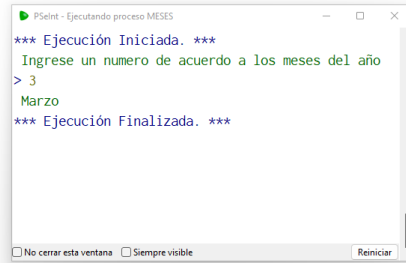 PSeInt - Ejecutando proceso MESES
*** Ejecución Iniciada. ***
Ingrese un numero de acuerdo a los meses del año
> 3
Marzo
*** Ejecución Finalizada. ***
No cerrar esta ventana Siempre visible Reiniciar